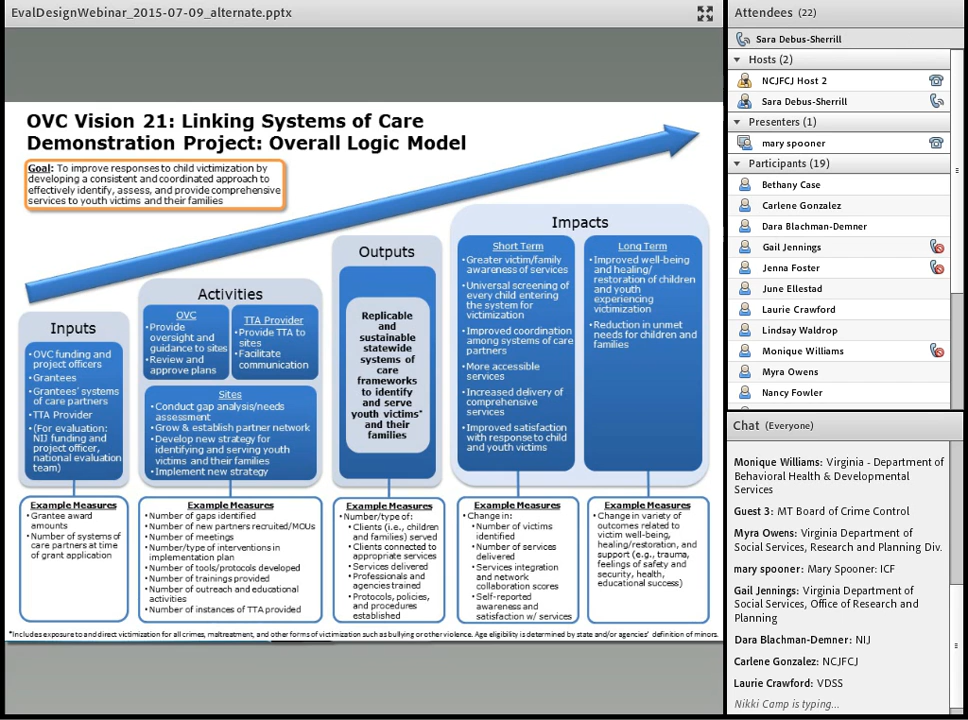 EvalDesignWebinar_2015-07-09_alternate.pptx
OVC Vision 21: Linking Systems of Care
Demonstration Project: Overall Logic Model
Goal: To improve responses to child victimization by
developing a consistent and coordinated approach to
effectively identify, assess, and provide comprehensive
services to youth victims and their families
Inputs
•OVC funding and
project officers
•Grantees
•Grantees' systems
of care partners
•TTA Provider
•(For evaluation:
NIJ funding and
project officer,
national evaluation
team)
Example Measures
•Grantee award
amounts
•Number of systems of
care partners at time
of grant application
Activities
OVC
•Provide
oversight and
guidance to sites
•Review and
approve plans
TTA Provider
•Provide TTA to
sites
•Facilitate
communication
Sites
•Conduct gap analysis/needs
assessment
•Grow & establish partner network
•Develop new strategy for
identifying and serving youth
victims and their families
•Implement new strategy
Example Measures
•Number of gaps identified
•Number of new partners recruited/MOUs
•Number of meetings
•Number/type of interventions in
implementation plan
•Number of tools/protocols developed
•Number of trainings provided
•Number of outreach and educational
activities
•Number of instances of TTA provided
Outputs
Replicable
and
sustainable
statewide
systems of
care
frameworks
to identify
and serve
youth victims*
and their
families
Example Measures
•Number/type of:
•Clients (i.e., children
and families) served
•Clients connected to
appropriate services
•Services delivered
•Professionals and
agencies trained
•Protocols, policies,
and procedures
established
Impacts
Short Term
•Greater victim/family
awareness of services
•Universal screening of
every child entering
the system for
victimization
•Improved coordination
among systems of care
partners
•More accessible
services
•Increased delivery of
comprehensive
services
•Improved satisfaction
with response to child
and youth victims
Example Measures
•Change in:
•Number of victims
identified
•Number of services
delivered
•Services integration
and network
collaboration scores
•Self-reported
awareness and
satisfaction w/ services
Long Term
•Improved well-being
and healing/
restoration of children
and youth
experiencing
victimization
•Reduction in unmet
needs for children and
families
Example Measures
•Change in variety of
outcomes related to
victim well-being,
healing/restoration, and
support (e.g., trauma,
feelings of safety and
security, health,
educational success)
*Includes exposure to and direct victimization for all crimes, maltreatment, and other forms of victimization such as bullying or other violence. Age eligibility is determined by state and/or agencies' definition of minors.
Attendees (22)
Sara Debus-Sherrill
Hosts (2)
NCJFCJ Host 2
Sara Debus-Sherrill
Presenters (1)
mary spooner
Participants (19)
Bethany Case
Carlene Gonzalez
Dara Blachman-Demner
Gail Jennings
Jenna Foster
June Ellestad
Laurie Crawford
Lindsay Waldrop
Monique Williams
Myra Owens
Nancy Fowler
Chat (Everyone)
Monique Williams: Virginia - Department of
Behavioral Health & Developmental
Services
Guest 3: MT Board of Crime Control
Myra Owens: Virginia Department of
Social Services, Research and Planning Div.
mary spooner: Mary Spooner: ICF
Gail Jennings: Virginia Department of
Social Services, Office of Research and
Planning
Dara Blachman-Demner: NIJ
Carlene Gonzalez: NCJFCJ
Laurie Crawford: VDSS
Nikki Camp is typing...